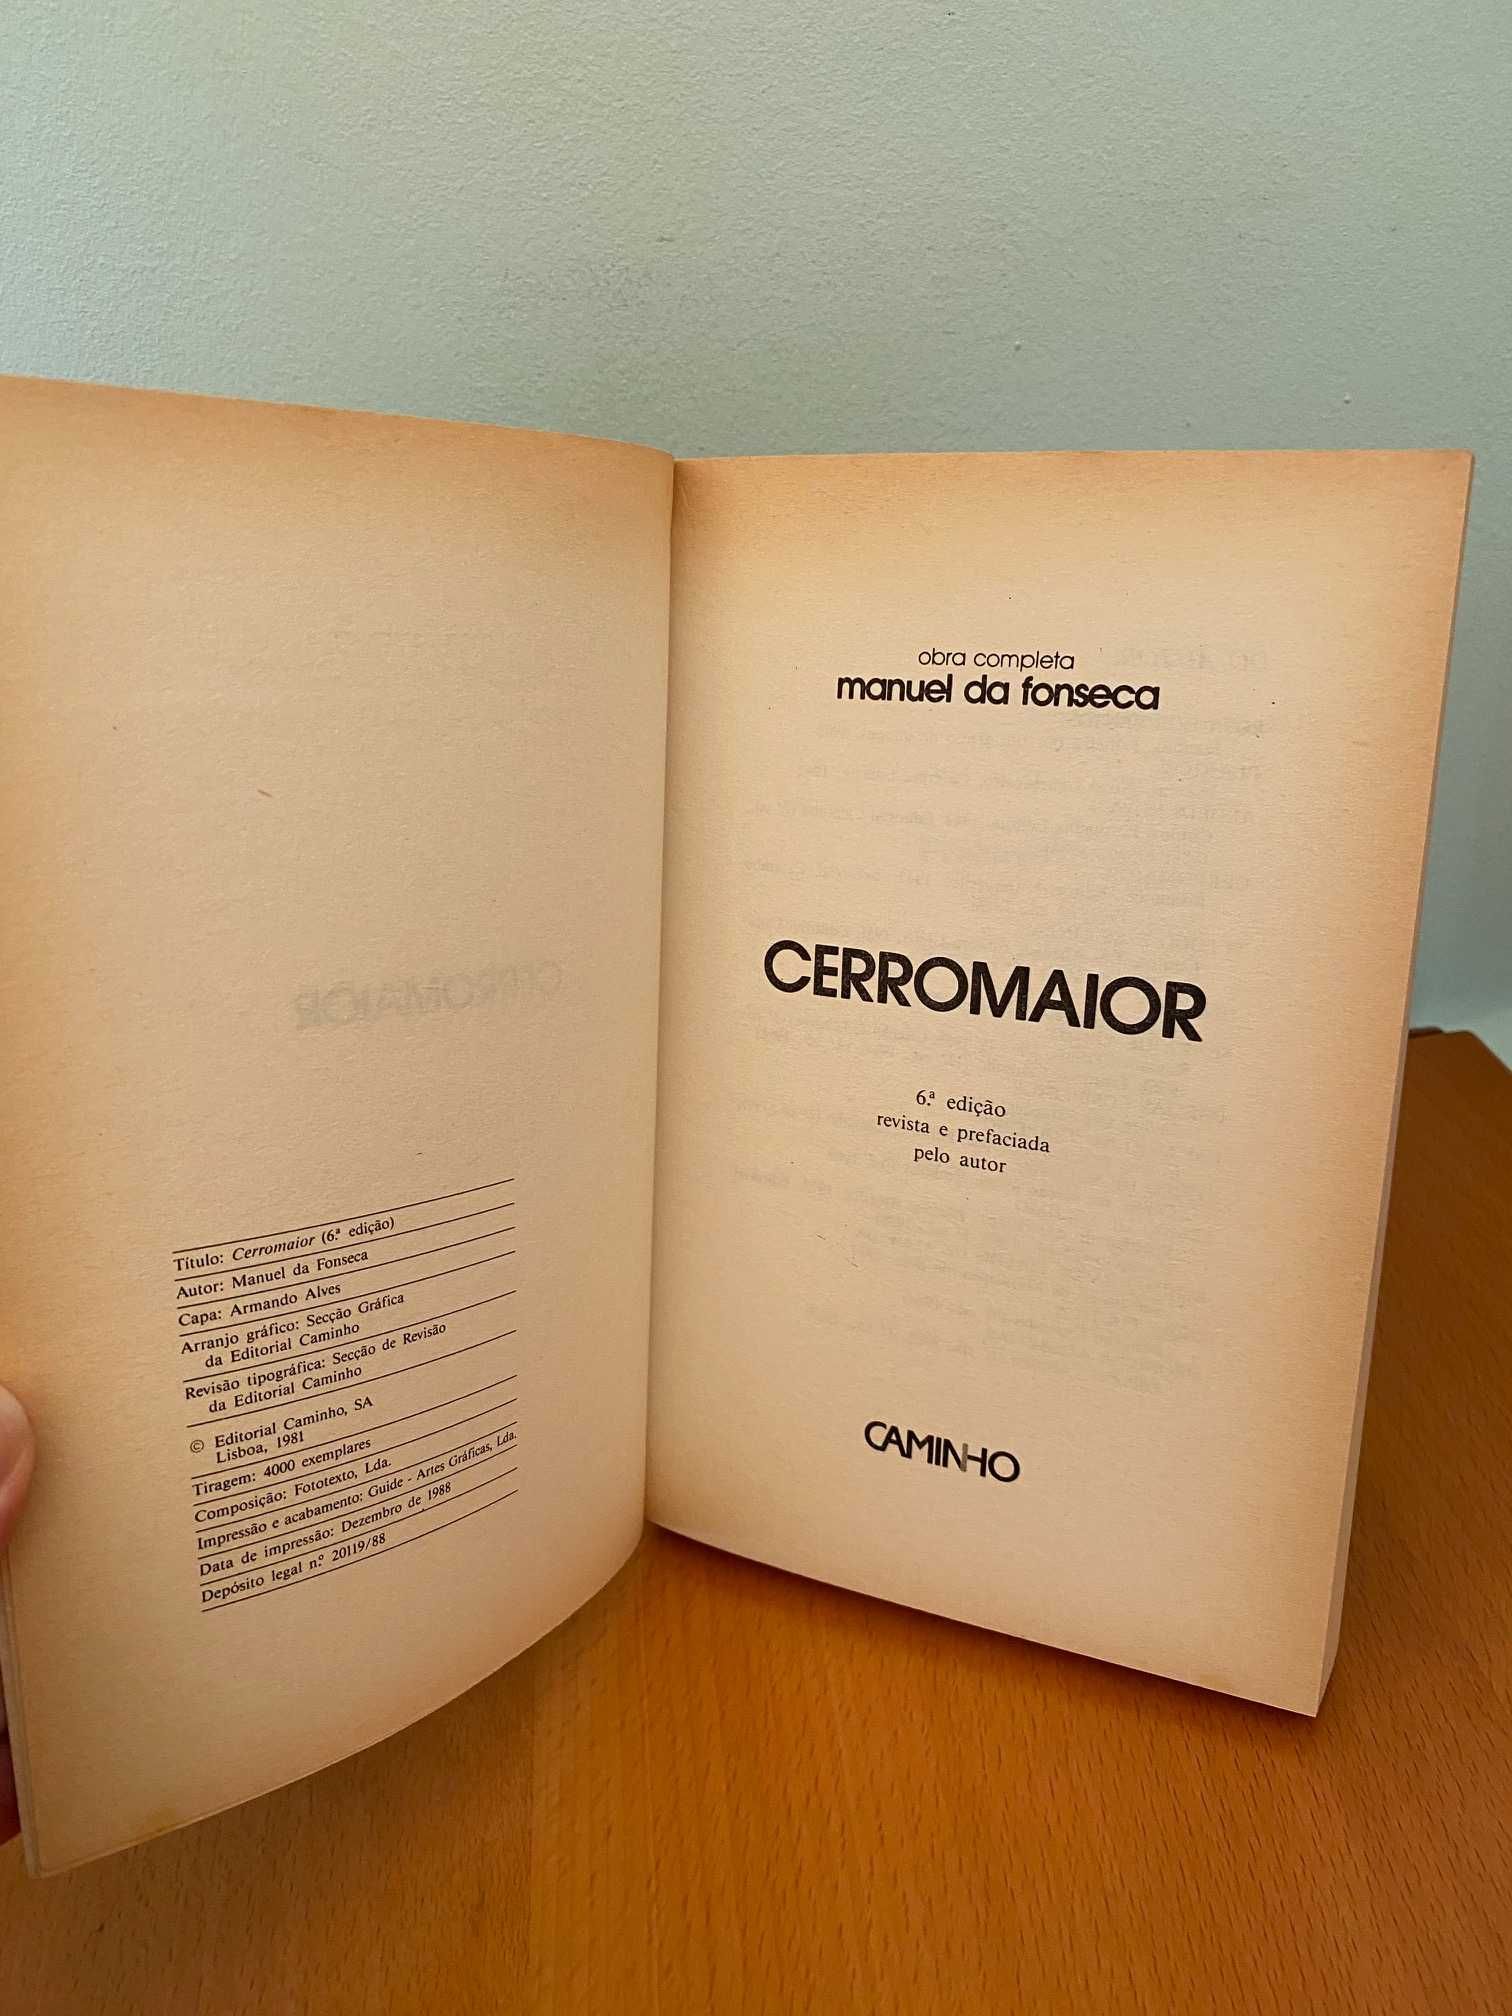 Título: Cerromaior (6.ª edição)
Autor: Manuel da Fonseca
Capa: Armando Alves
Arranjo gráfico: Secção Gráfica
da Editorial Caminho
Revisão tipográfica: Secção de Revisão
da Editorial Caminho
© Editorial Caminho, SA
Lisboa, 1981
Tiragem: 4000 exemplares
Composição: Fototexto, Lda.
Impressão e acabamento: Guide - Artes Gráficas, Lda.
Data de impressão: Dezembro de 1988
Depósito legal n.º 20119/88
obra completa
manuel da fonseca
CERROMAIOR
6.ª edição
revista e prefaciada
pelo autor
CAMINHO